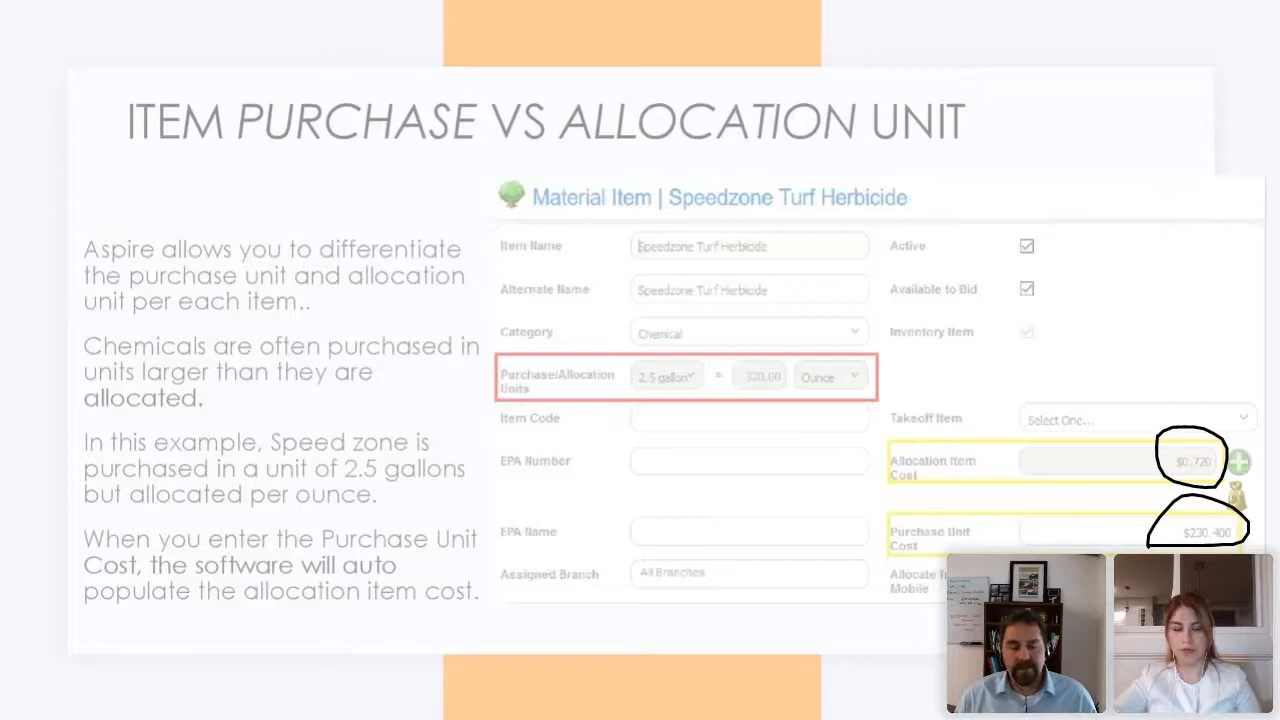 ITEM PURCHASE VS ALLOCATION UNIT
Material Item | Speedzone Turf Herbicide
Aspire allows you to differentiate
the purchase unit and allocation
unit per each item..
Chemicals are often purchased in
units larger than they are
allocated.
In this example, Speed zone is
purchased in a unit of 2.5 gallons
but allocated per ounce.
When you enter the Purchase Unit
Cost, the software will auto
populate the allocation item cost.
Item Name Speedzone Turf Herbicide Active
Alternate Name Speedzone Turf Herbicide Available to Bid
Category Chemical Inventory Item
Purchase/Allocation
Units 2.5 gallon = 320.00 Ounce
Item Code Takeoff Item Select One...
EPA Number Allocation Item
Cost $0.720
EPA Name Purchase Unit
Cost $230.400
Assigned Branch All Branches Allocate
Mobile